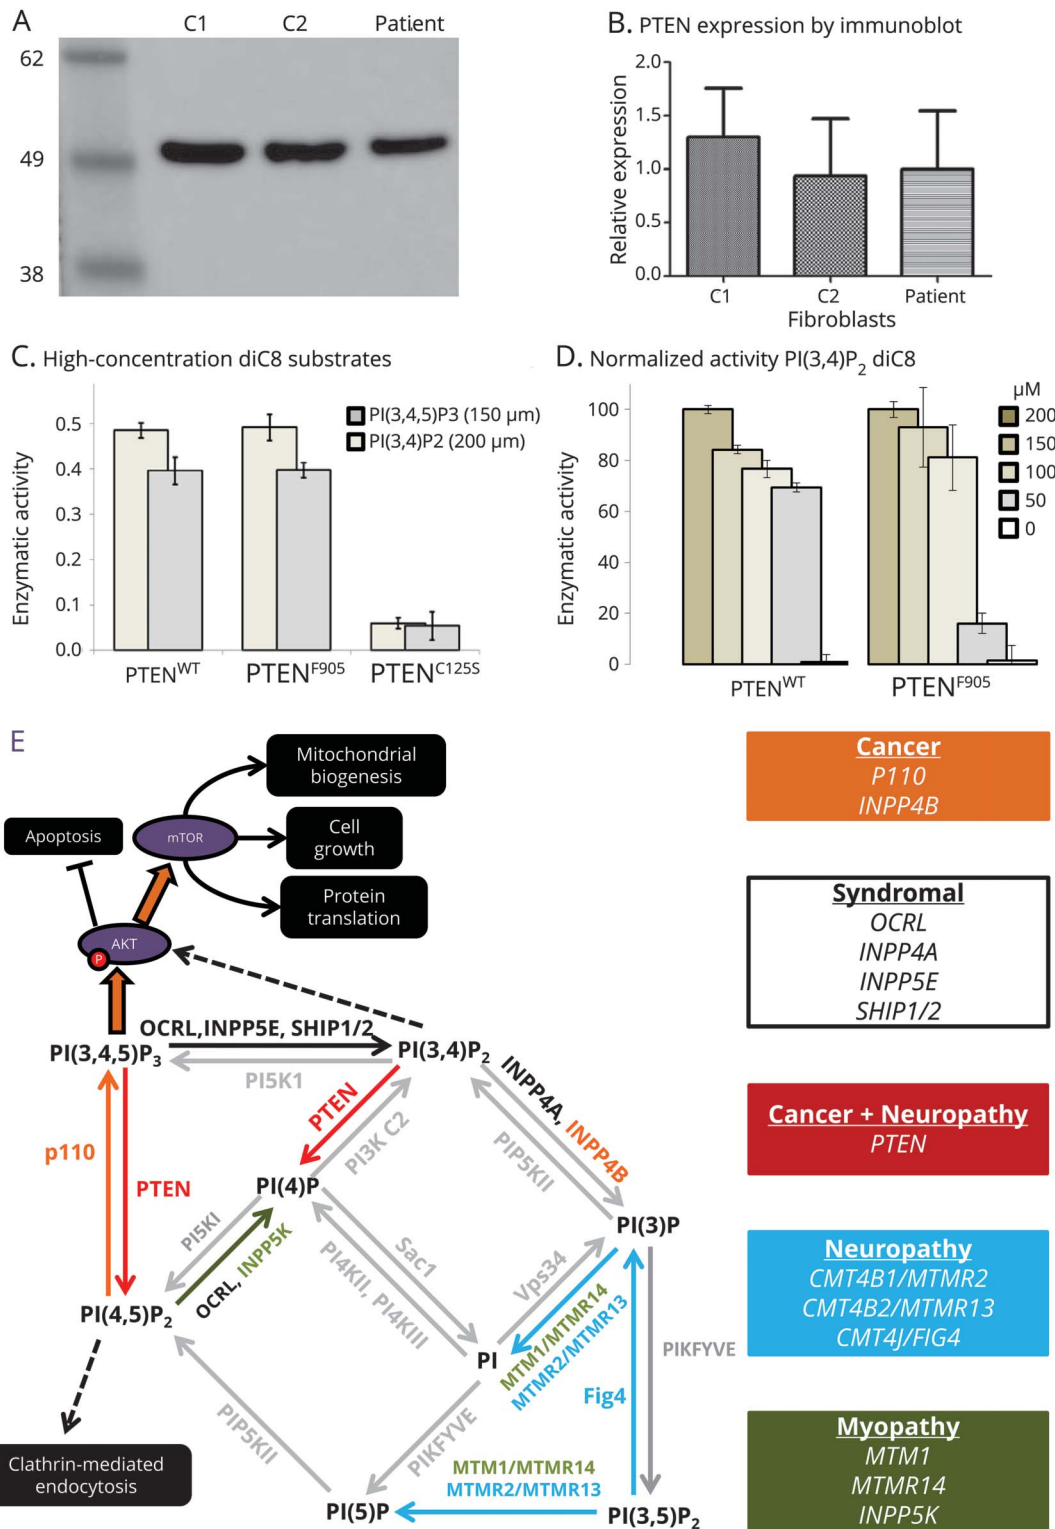 A
C1 C2 Patient
62
49
38
B. PTEN expression by immunoblot
Relative expression
2.0
1.5
1.0
0.5
0.0
C1 C2 Patient
Fibroblasts
C. High-concentration diC8 substrates
Enzymatic activity
0.5
0.4
0.3
0.2
0.1
0.0
PI(3,4,5)P3 (150 µm)
PI(3,4)P2 (200 µm)
PTEN^WT PTEN^F905 PTEN^C125S
D. Normalized activity PI(3,4)P₂ diC8
Enzymatic activity
100
80
60
40
20
0
µM
200
150
100
50
0
PTEN^WT PTEN^F905
E
Mitochondrial
biogenesis
Apoptosis
mTOR
Cell
growth
Protein
translation
AKT
P
OCRL,INPP5E, SHIP1/2
PI(3,4,5)P₃
PI(3,4)P₂
PI5K1
PTEN
PI3K C2
INPP4A, INPP4B
PIP5KII
p110
PTEN
PI(4)P
PI(3)P
PI5KI
OCRL, INPP5K
Sac1
PI4KII, PI4KIII
Vps34
PI(4,5)P₂
PI
MTM1/MTMR14
MTMR2/MTMR13
PIKFYVE
Fig4
PIP5KII
PIKFYVE
Clathrin-mediated
endocytosis
MTM1/MTMR14
MTMR2/MTMR13
PI(5)P
PI(3,5)P₂
Cancer
P110
INPP4B
Syndromal
OCRL
INPP4A
INPP5E
SHIP1/2
Cancer + Neuropathy
PTEN
Neuropathy
CMT4B1/MTMR2
CMT4B2/MTMR13
CMT4J/FIG4
Myopathy
MTM1
MTMR14
INPP5K